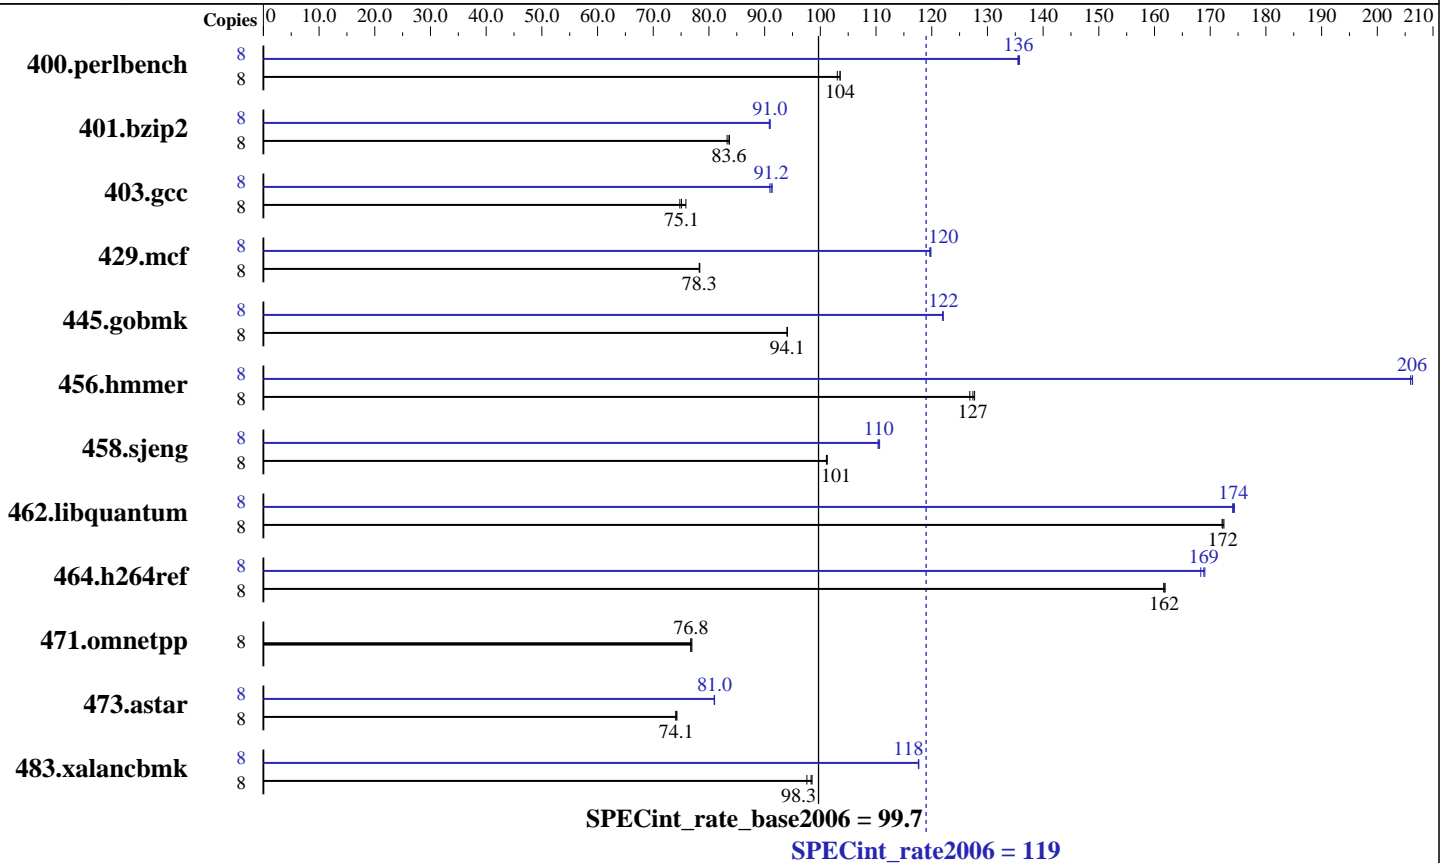 Copies 0 10.0 20.0 30.0 40.0 50.0 60.0 70.0 80.0 90.0 100 110 120 130 140 150 160 170 180 190 200 210
400.perlbench 8 136
8 104
401.bzip2 8 91.0
8 83.6
403.gcc 8 91.2
8 75.1
429.mcf 8 120
8 78.3
445.gobmk 8 122
8 94.1
456.hmmer 8 206
8 127
458.sjeng 8 110
8 101
462.libquantum 8 174
8 172
464.h264ref 8 169
8 162
471.omnetpp 8 76.8
473.astar 8 81.0
8 74.1
483.xalancbmk 8 118
8 98.3
SPECint_rate_base2006 = 99.7
SPECint_rate2006 = 119